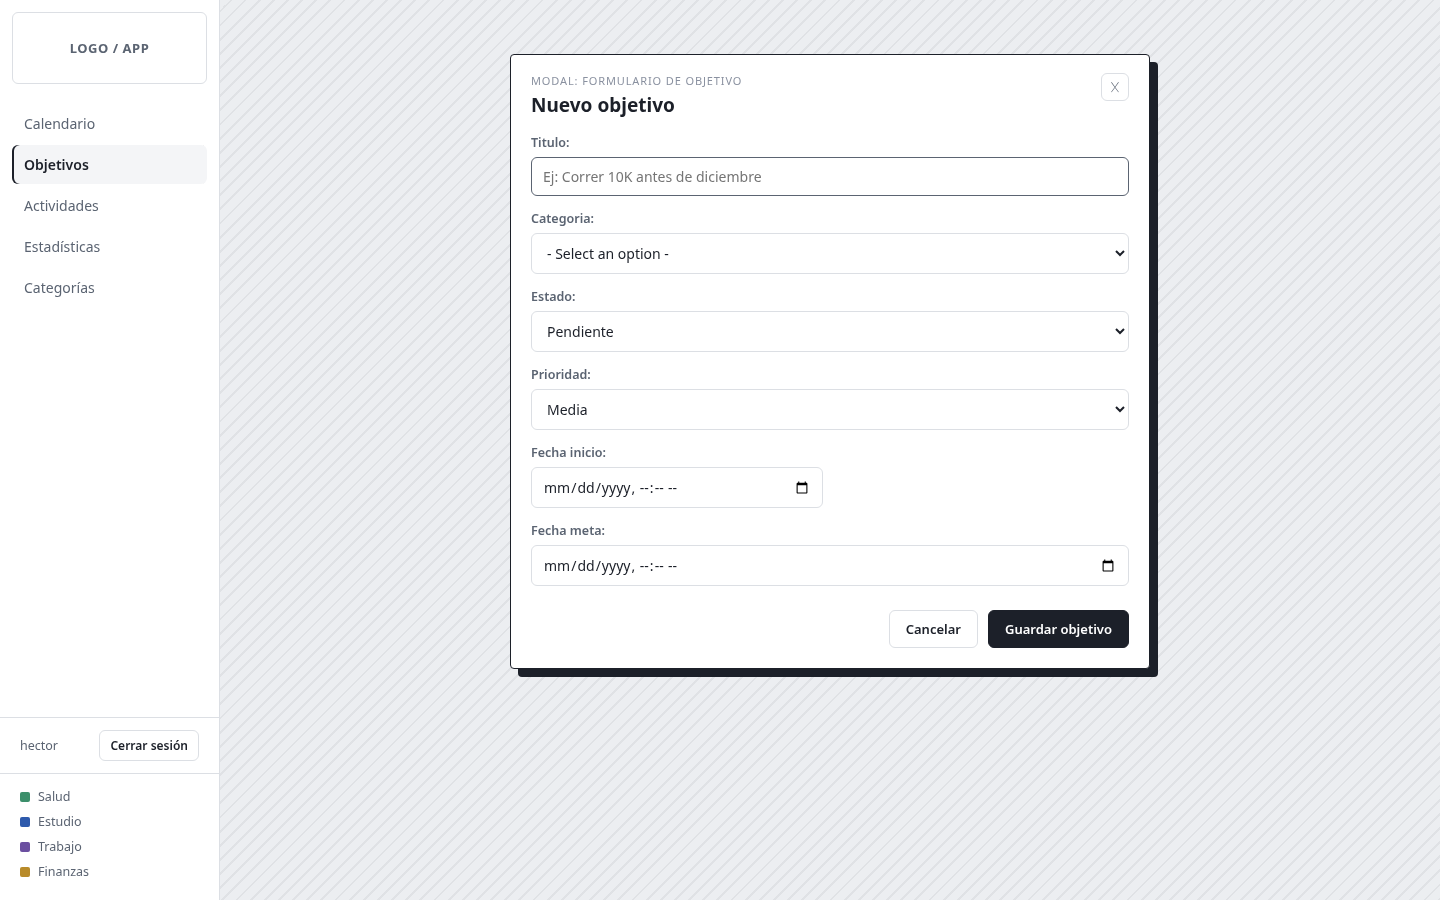 LOGO / APP
Calendario
Objetivos
Actividades
Estadísticas
Categorías
hector
Cerrar sesión
Salud
Estudio
Trabajo
Finanzas
MODAL: FORMULARIO DE OBJETIVO
X
Nuevo objetivo
Titulo:
Ej: Correr 10K antes de diciembre
Categoria:
- Select an option -
Estado:
Pendiente
Prioridad:
Media
Fecha inicio:
mm/dd/yyyy, --:-- --
Fecha meta:
mm/dd/yyyy, --:-- --
Cancelar
Guardar objetivo